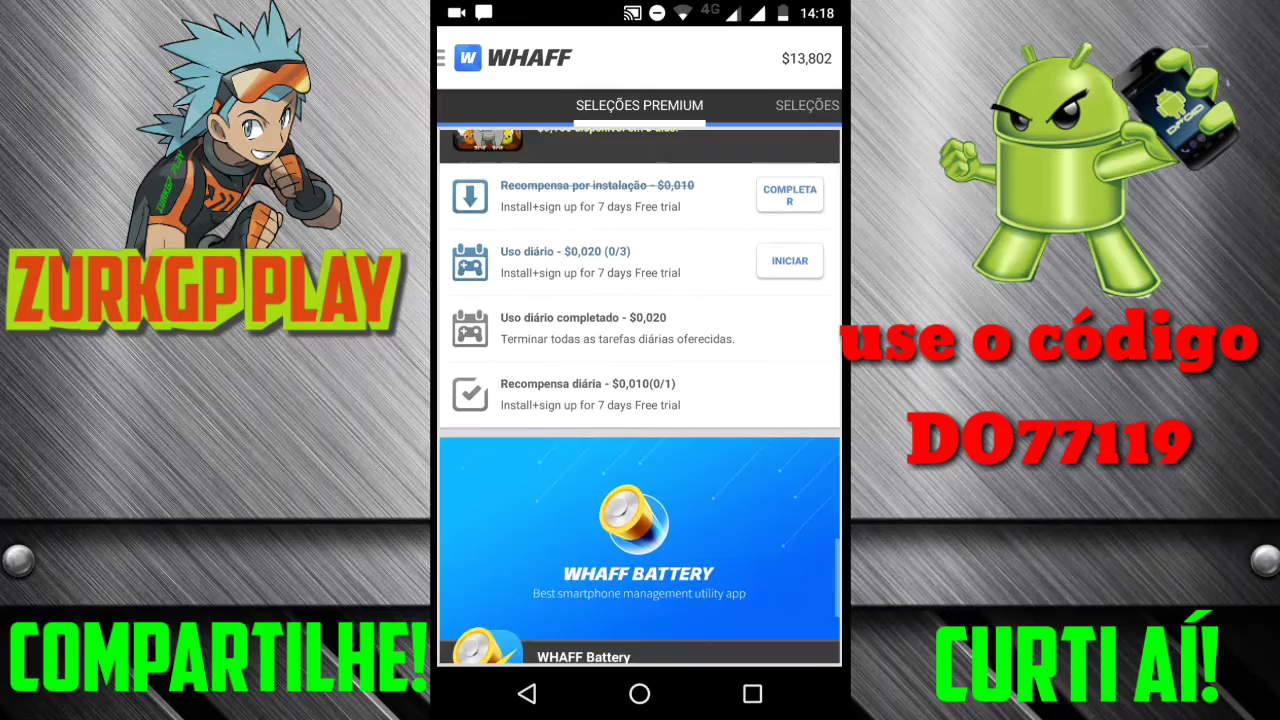 4G
14:18
W WHAFF
$13,802
SELEÇÕES PREMIUM
SELEÇÕES
Recompensa por instalação - $0,010
Install+sign up for 7 days Free trial
COMPLETA
R
Uso diário - $0,020 (0/3)
Install+sign up for 7 days Free trial
INICIAR
Uso diário completado - $0,020
Terminar todas as tarefas diárias oferecidas.
Recompensa diária - $0,010(0/1)
Install+sign up for 7 days Free trial
WHAFF BATTERY
Best smartphone management utility app
WHAFF Battery
ZURKGP PLAY
ZURKGP PLAY
COMPARTILHE!
DROID
use o código
DO77119
CURTI AÍ!